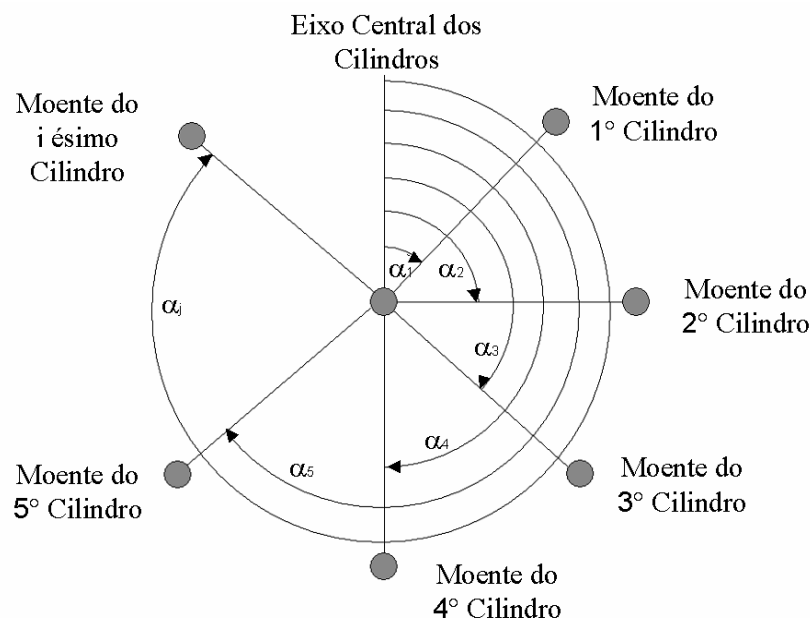 Eixo Central dos
Cilindros
Moente do
i ésimo
Cilindro
Moente do
1° Cilindro
α1
α2
Moente do
2° Cilindro
αj
α3
α4
α5
Moente do
5° Cilindro
Moente do
3° Cilindro
Moente do
4° Cilindro